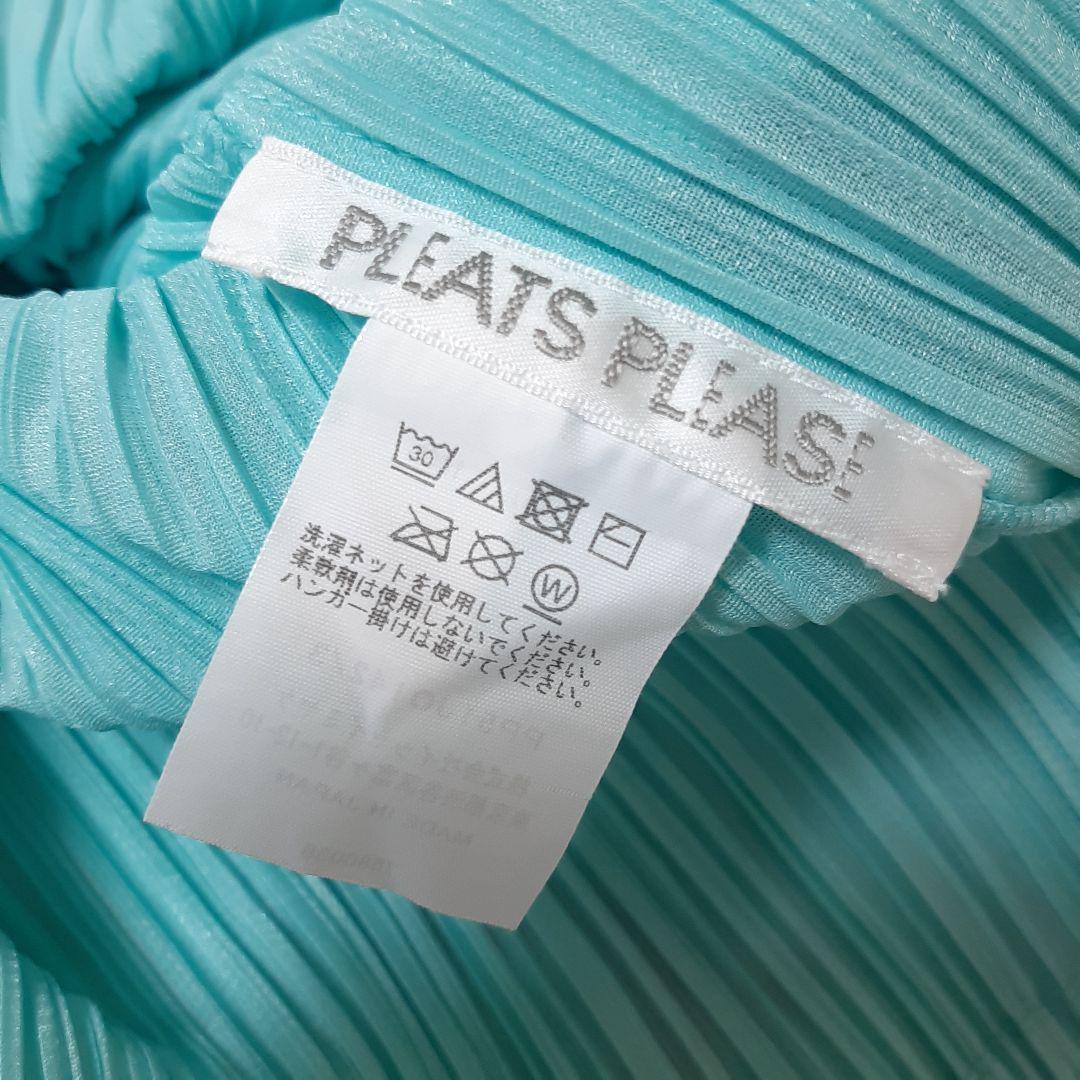 PLEATS PLEASE
30
W
洗濯ネットを使用してください。
柔軟剤は使用しないでください。
ハンガー掛けは避けてください。